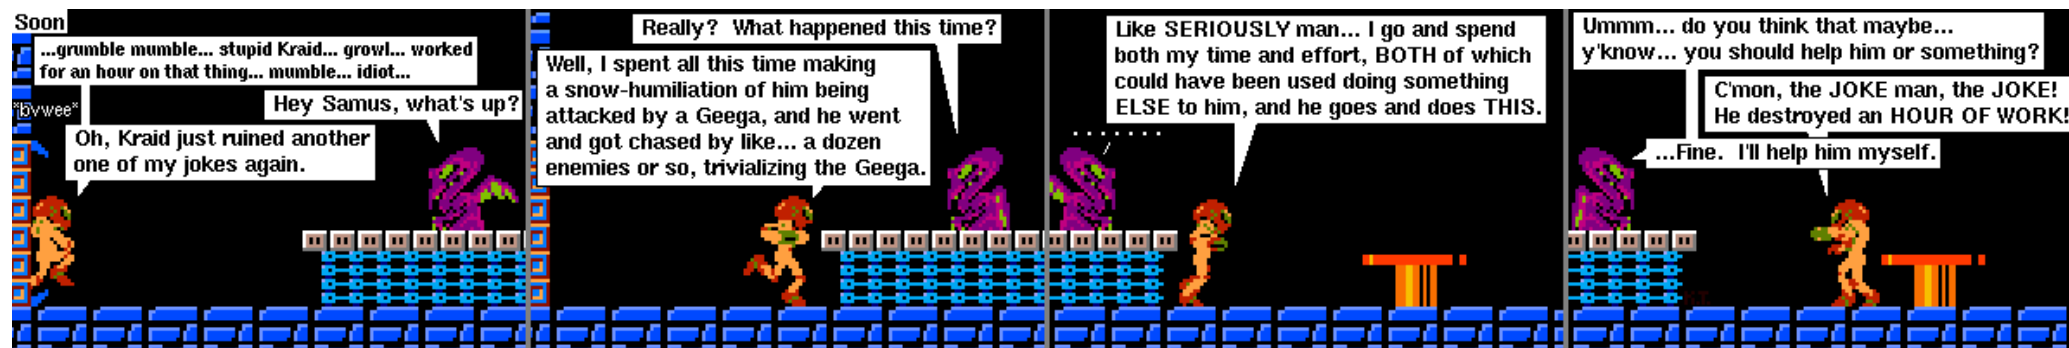 Soon
...grumble mumble... stupid Kraid... growl... worked
for an hour on that thing... mumble... idiot...
*bvwee*
Hey Samus, what's up?
Oh, Kraid just ruined another
one of my jokes again.
Really? What happened this time?
Well, I spent all this time making
a snow-humiliation of him being
attacked by a Geega, and he went
and got chased by like... a dozen
enemies or so, trivializing the Geega.
Like SERIOUSLY man... I go and spend
both my time and effort, BOTH of which
could have been used doing something
ELSE to him, and he goes and does THIS.
........
Ummm... do you think that maybe...
y'know... you should help him or something?
C'mon, the JOKE man, the JOKE!
He destroyed an HOUR OF WORK!
...Fine. I'll help him myself.